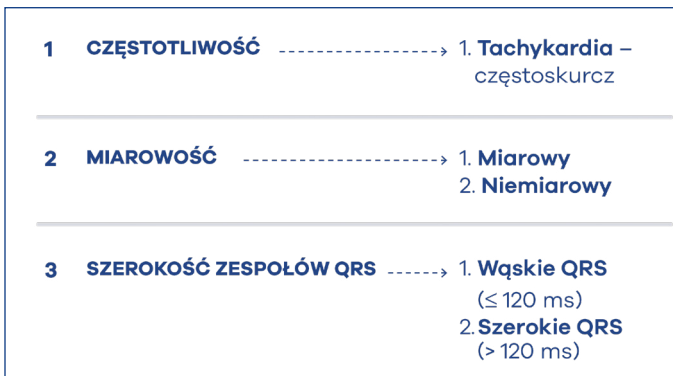 1 CZĘSTOTLIWOŚĆ 1. Tachykardia –
częstoskurcz
2 MIAROWOŚĆ 1. Miarowy
2. Niemiarowy
3 SZEROKOŚĆ ZESPOŁÓW QRS 1. Wąskie QRS
(≤ 120 ms)
2. Szerokie QRS
(> 120 ms)